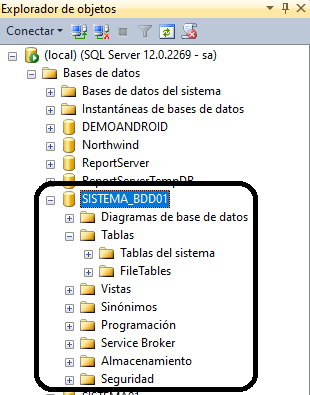 Explorador de objetos
Conectar
(local) (SQL Server 12.0.2269 - sa)
Bases de datos
Bases de datos del sistema
Instantáneas de bases de datos
DEMOANDROID
Northwind
ReportServer
ReportServerTempDB
SISTEMA_BDD01
Diagramas de base de datos
Tablas
Tablas del sistema
FileTables
Vistas
Sinónimos
Programación
Service Broker
Almacenamiento
Seguridad
SISTEMA01